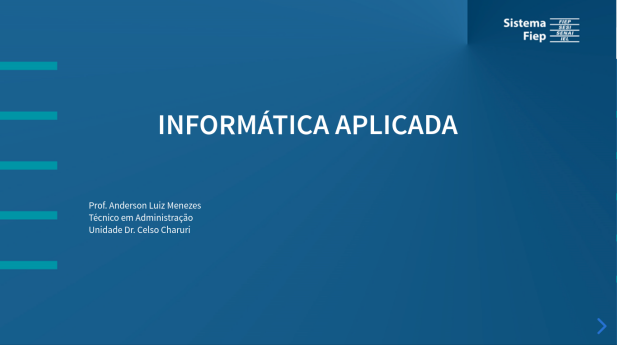 Sistema
Fiep
FIEP
SESI
SENAI
IEL
INFORMÁTICA APLICADA
Prof. Anderson Luiz Menezes
Técnico em Administração
Unidade Dr. Celso Charuri